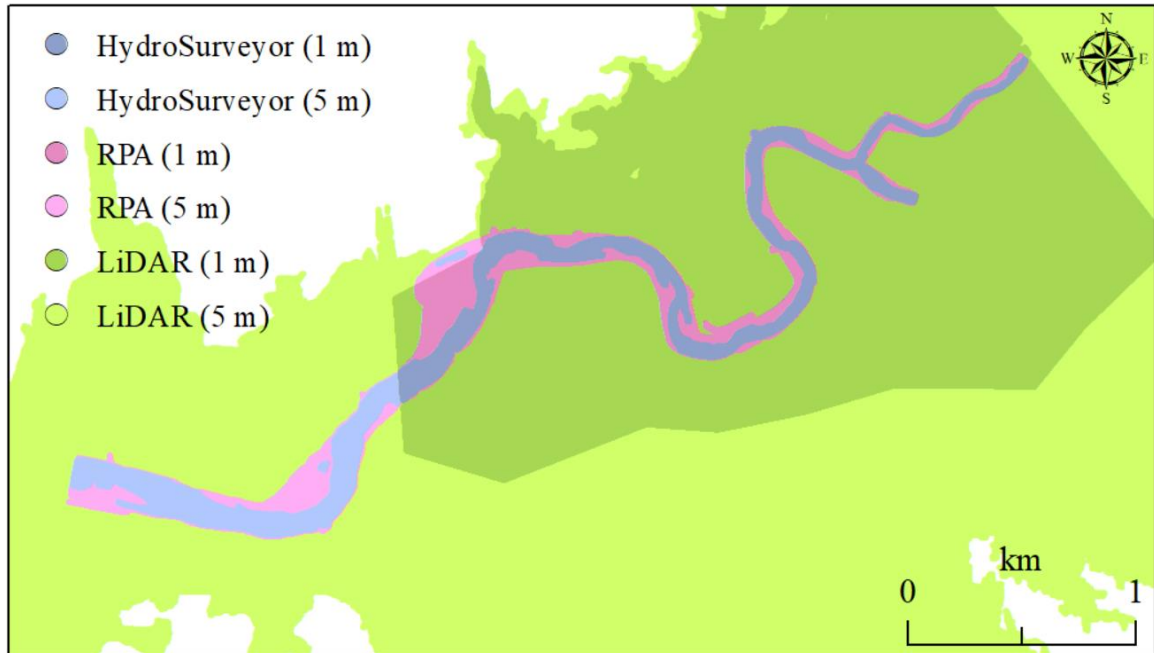 HydroSurveyor (1 m)
HydroSurveyor (5 m)
RPA (1 m)
RPA (5 m)
LiDAR (1 m)
LiDAR (5 m)
N
W E
S
km
0 1